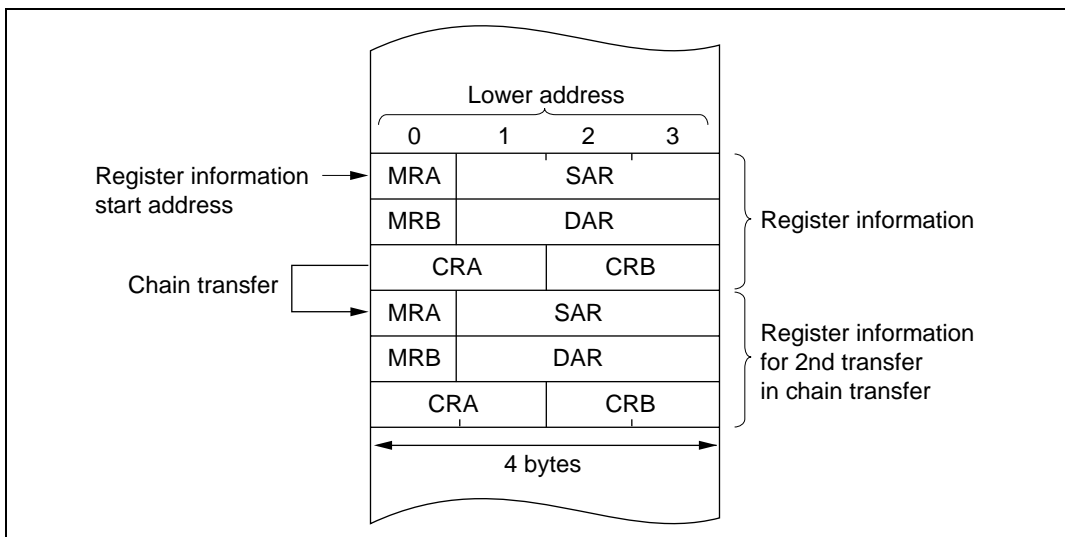 Lower address
0 1 2 3
Register information
start address
MRA SAR
MRB DAR
Register information
CRA CRB
Chain transfer
MRA SAR
MRB DAR
Register information
for 2nd transfer
in chain transfer
CRA CRB
4 bytes